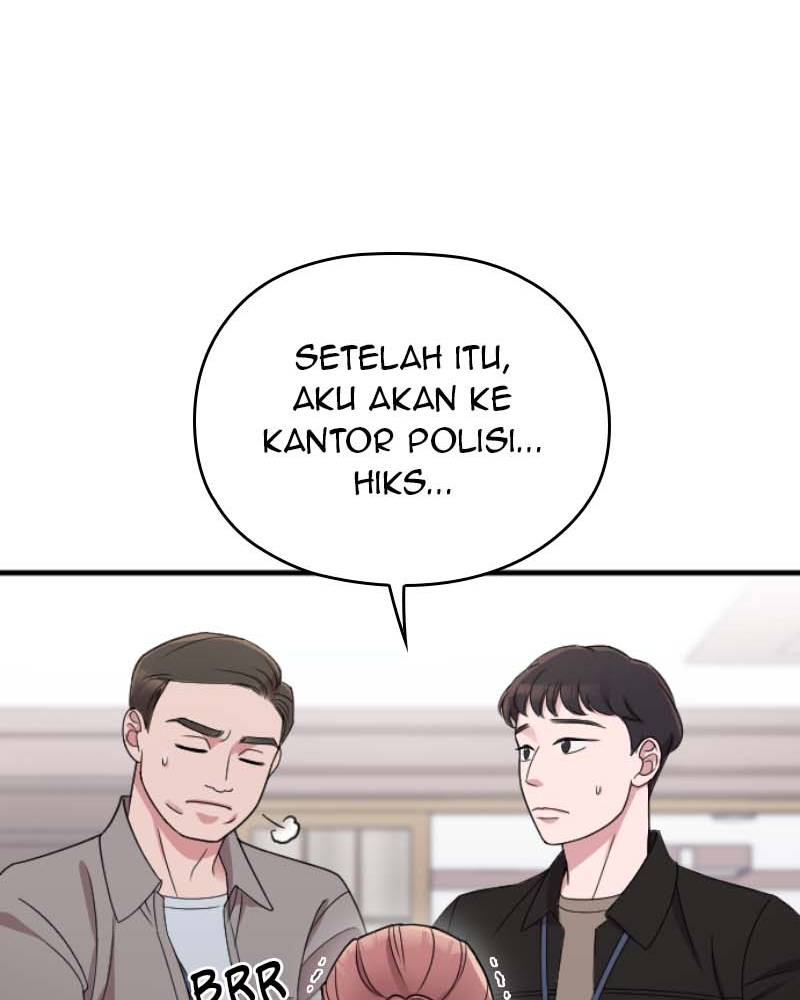 SETELAH ITU,
AKU AKAN KE
KANTOR POLISI...
HIKS...
BRR